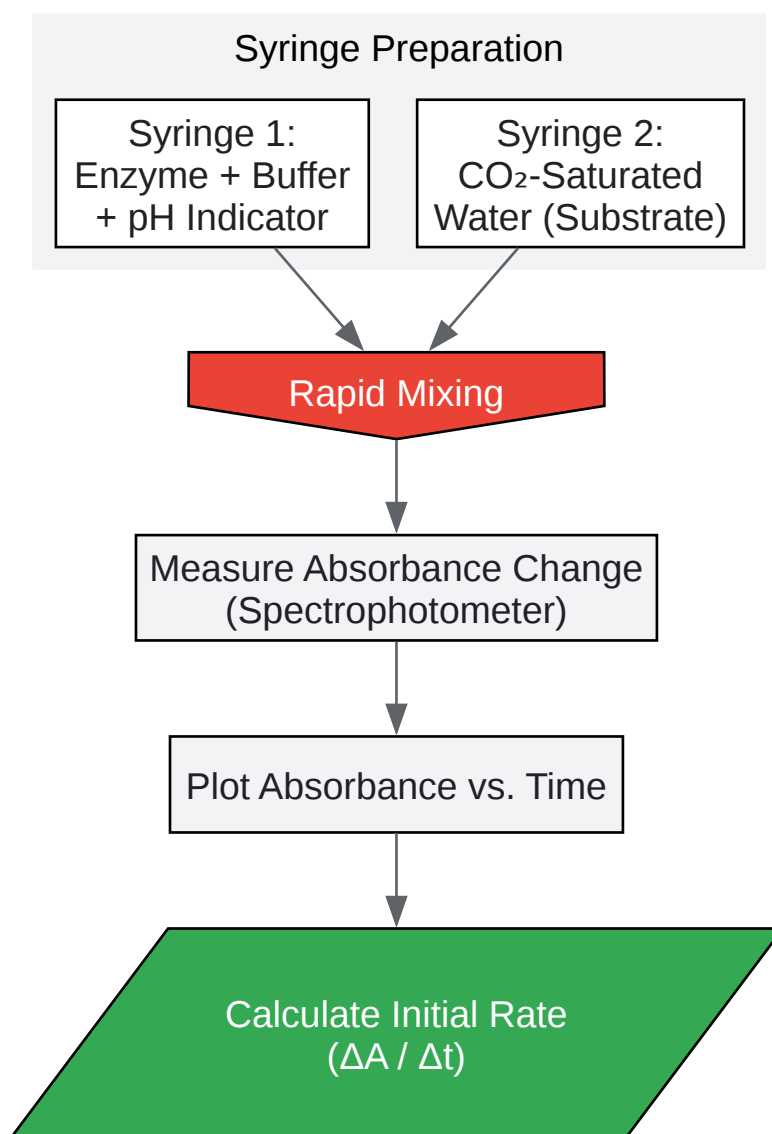 Syringe Preparation
Syringe 1:
Enzyme + Buffer
+ pH Indicator
Syringe 2:
CO₂-Saturated
Water (Substrate)
Rapid Mixing
Measure Absorbance Change
(Spectrophotometer)
Plot Absorbance vs. Time
Calculate Initial Rate
(ΔA / Δt)